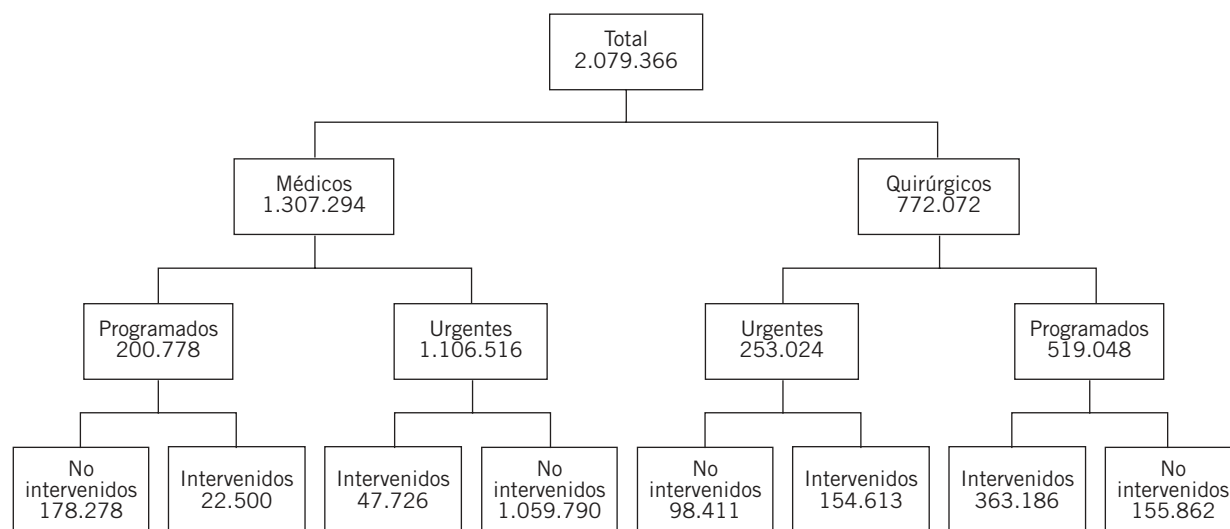 Total
2.079.366
Médicos
1.307.294
Quirúrgicos
772.072
Programados
200.778
Urgentes
1.106.516
Urgentes
253.024
Programados
519.048
No
intervenidos
178.278
Intervenidos
22.500
Intervenidos
47.726
No
intervenidos
1.059.790
No
intervenidos
98.411
Intervenidos
154.613
Intervenidos
363.186
No
intervenidos
155.862